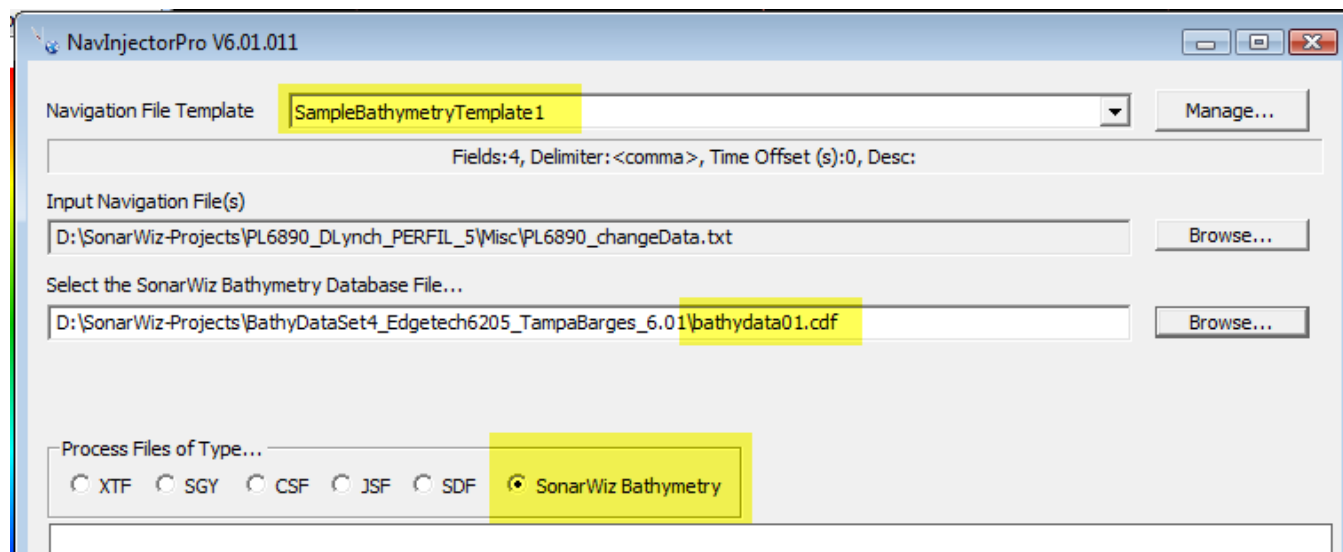 NavInjectorPro V6.01.011
Navigation File Template SampleBathymetryTemplate1 Manage...
Fields:4, Delimiter:<comma>, Time Offset (s):0, Desc:
Input Navigation File(s)
D:\SonarWiz-Projects\PL6890_DLynch_PERFIL_5\Misc\PL6890_changeData.txt Browse...
Select the SonarWiz Bathymetry Database File...
D:\SonarWiz-Projects\BathyDataSet4_Edgetech6205_TampaBarges_6.01\bathydata01.cdf Browse...
Process Files of Type...
XTF SGY CSF JSF SDF SonarWiz Bathymetry